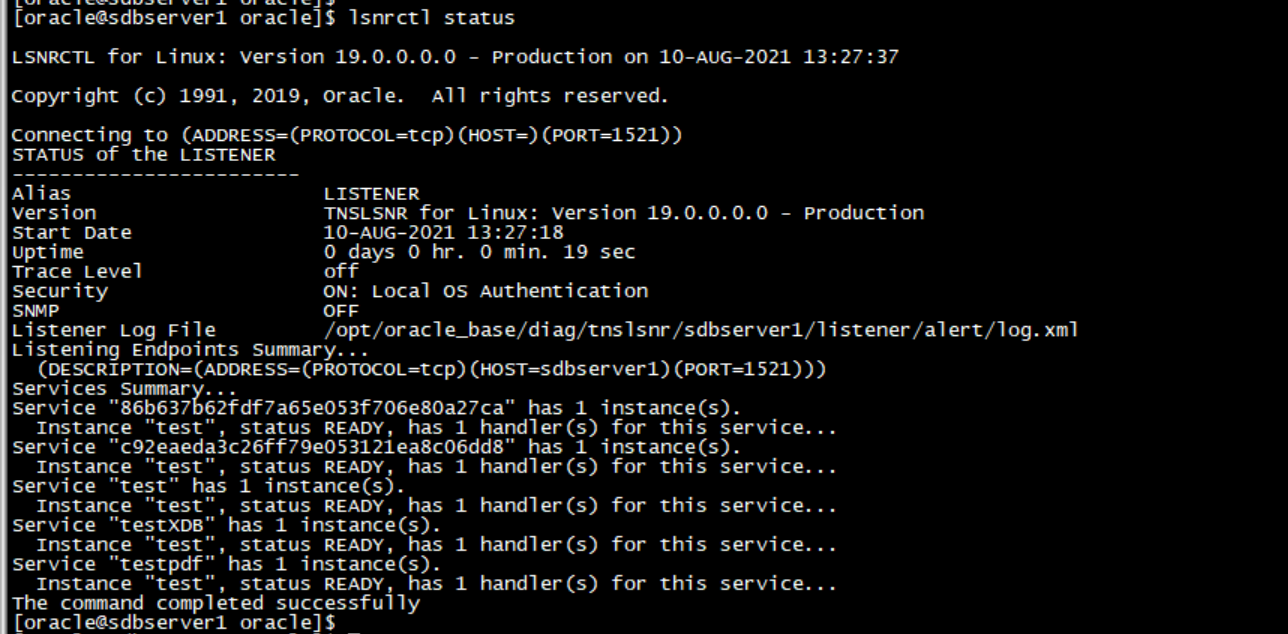 [oracle@sdbserver1 oracle]$
[oracle@sdbserver1 oracle]$ lsnrctl status
LSNRCTL for Linux: Version 19.0.0.0.0 - Production on 10-AUG-2021 13:27:37
Copyright (c) 1991, 2019, Oracle.  All rights reserved.
Connecting to (ADDRESS=(PROTOCOL=tcp)(HOST=)(PORT=1521))
STATUS of the LISTENER
------------------------
Alias                     LISTENER
Version                   TNSLSNR for Linux: Version 19.0.0.0.0 - Production
Start Date                10-AUG-2021 13:27:18
Uptime                    0 days 0 hr. 0 min. 19 sec
Trace Level               off
Security                  ON: Local OS Authentication
SNMP                      OFF
Listener Log File         /opt/oracle_base/diag/tnslsnr/sdbserver1/listener/alert/log.xml
Listening Endpoints Summary...
  (DESCRIPTION=(ADDRESS=(PROTOCOL=tcp)(HOST=sdbserver1)(PORT=1521)))
Services Summary...
Service "86b637b62fdf7a65e053f706e80a27ca" has 1 instance(s).
  Instance "test", status READY, has 1 handler(s) for this service...
Service "c92eaeda3c26ff79e053121ea8c06dd8" has 1 instance(s).
  Instance "test", status READY, has 1 handler(s) for this service...
Service "test" has 1 instance(s).
  Instance "test", status READY, has 1 handler(s) for this service...
Service "testXDB" has 1 instance(s).
  Instance "test", status READY, has 1 handler(s) for this service...
Service "testpdf" has 1 instance(s).
  Instance "test", status READY, has 1 handler(s) for this service...
The command completed successfully
[oracle@sdbserver1 oracle]$